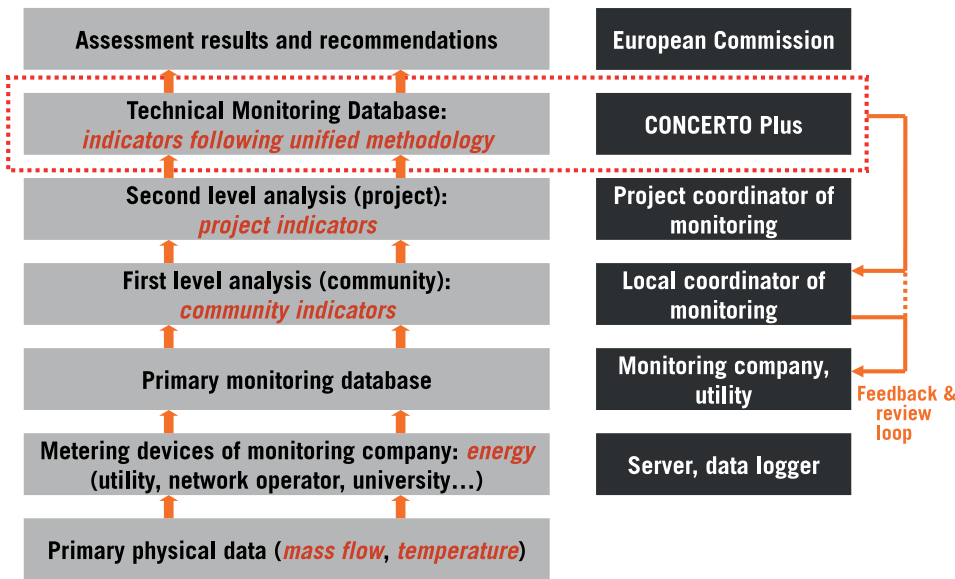 Assessment results and recommendations
European Commission
Technical Monitoring Database:
indicators following unified methodology
CONCERTO Plus
Second level analysis (project):
project indicators
Project coordinator of
monitoring
First level analysis (community):
community indicators
Local coordinator of
monitoring
Primary monitoring database
Monitoring company,
utility
Feedback &
review
loop
Metering devices of monitoring company: energy
(utility, network operator, university…)
Server, data logger
Primary physical data (mass flow, temperature)